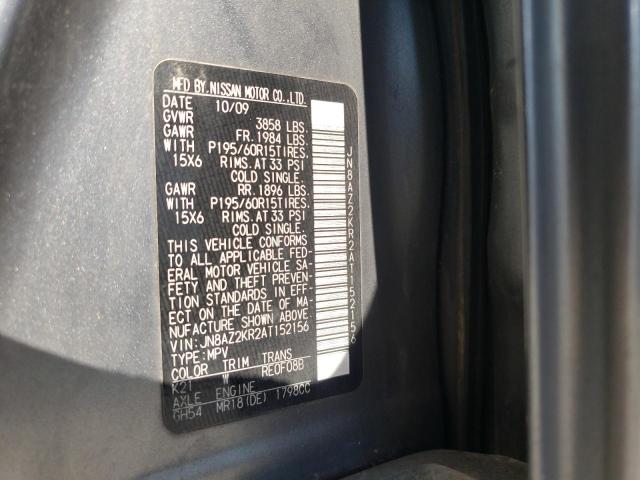 MFD BY NISSAN MOTOR CO., LTD.
DATE 10/09
GVWR 3858 LBS.
GAWR FR. 1984 LBS.
WITH P195/60R15TIRES,
15X6 RIMS. AT 33 PSI
COLD SINGLE.
GAWR RR. 1896 LBS.
WITH P195/60R15TIRES,
15X6 RIMS. AT 33 PSI
COLD SINGLE.
THIS VEHICLE CONFORMS
TO ALL APPLICABLE FED-
ERAL MOTOR VEHICLE SA-
FETY AND THEFT PREVEN-
TION STANDARDS IN EFF-
ECT ON THE DATE OF MA-
NUFACTURE SHOWN ABOVE.
VIN: JN8AZ2KR2AT152156
TYPE: MPV
COLOR TRIM TRANS
K21 W RE0F08B
AXLE ENGINE
GH54 MR18(DE) 1798CC
JN8AZ2KR2AT152156